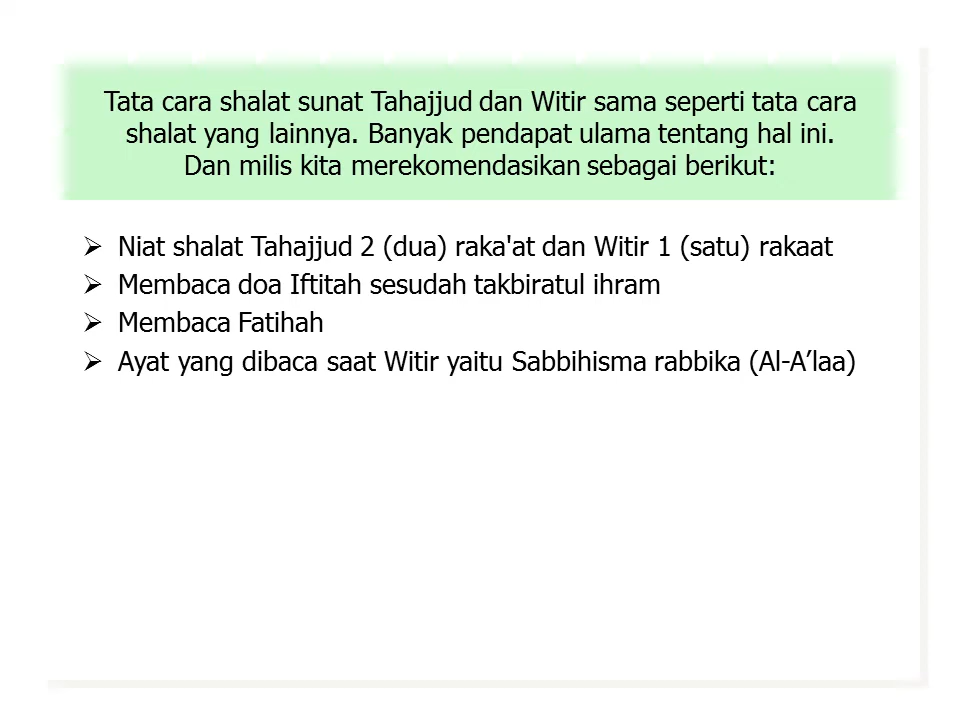 Tata cara shalat sunat Tahajjud dan Witir sama seperti tata cara
shalat yang lainnya. Banyak pendapat ulama tentang hal ini.
Dan milis kita merekomendasikan sebagai berikut:
➢ Niat shalat Tahajjud 2 (dua) raka'at dan Witir 1 (satu) rakaat
➢ Membaca doa Iftitah sesudah takbiratul ihram
➢ Membaca Fatihah
➢ Ayat yang dibaca saat Witir yaitu Sabbihisma rabbika (Al-A’laa)